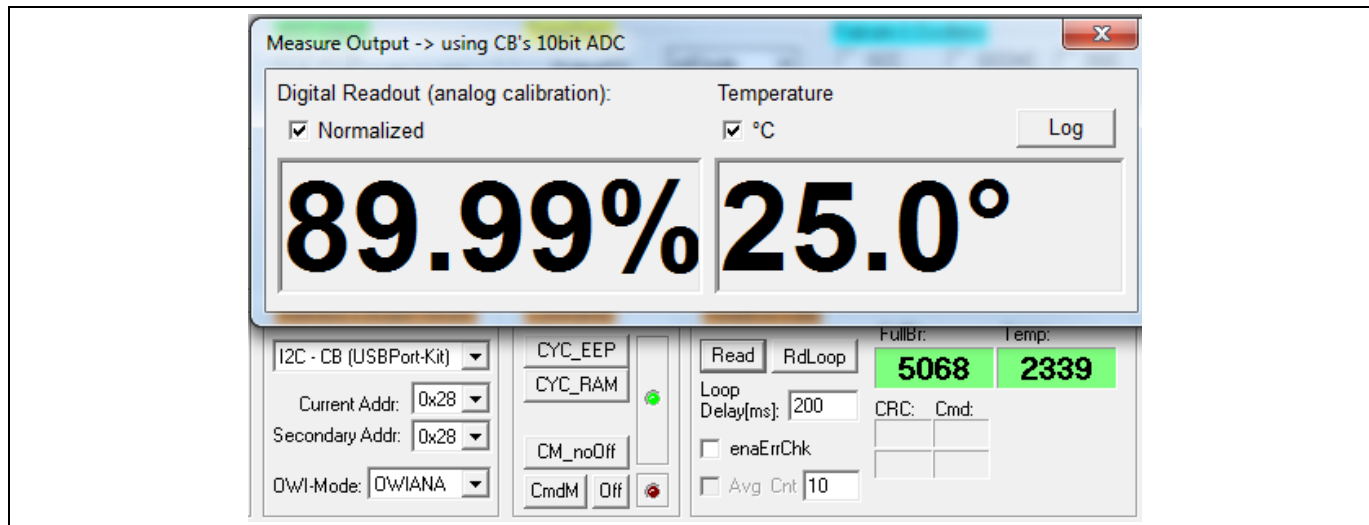 Measure Output -> using CB's 10bit ADC
Digital Readout (analog calibration):
Normalized
89.99%
Temperature
°C
Log
25.0°
I2C - CB (USBPort-Kit)
Current Addr: 0x28
Secondary Addr: 0x28
OWI-Mode: OWIANA
CYC_EEP
CYC_RAM
CM_noOff
CmdM Off
Read RdLoop
Loop
Delay[ms]: 200
enaErrChk
Avg Cnt 10
FullBr: Temp:
5068 2339
CRC: Cmd: